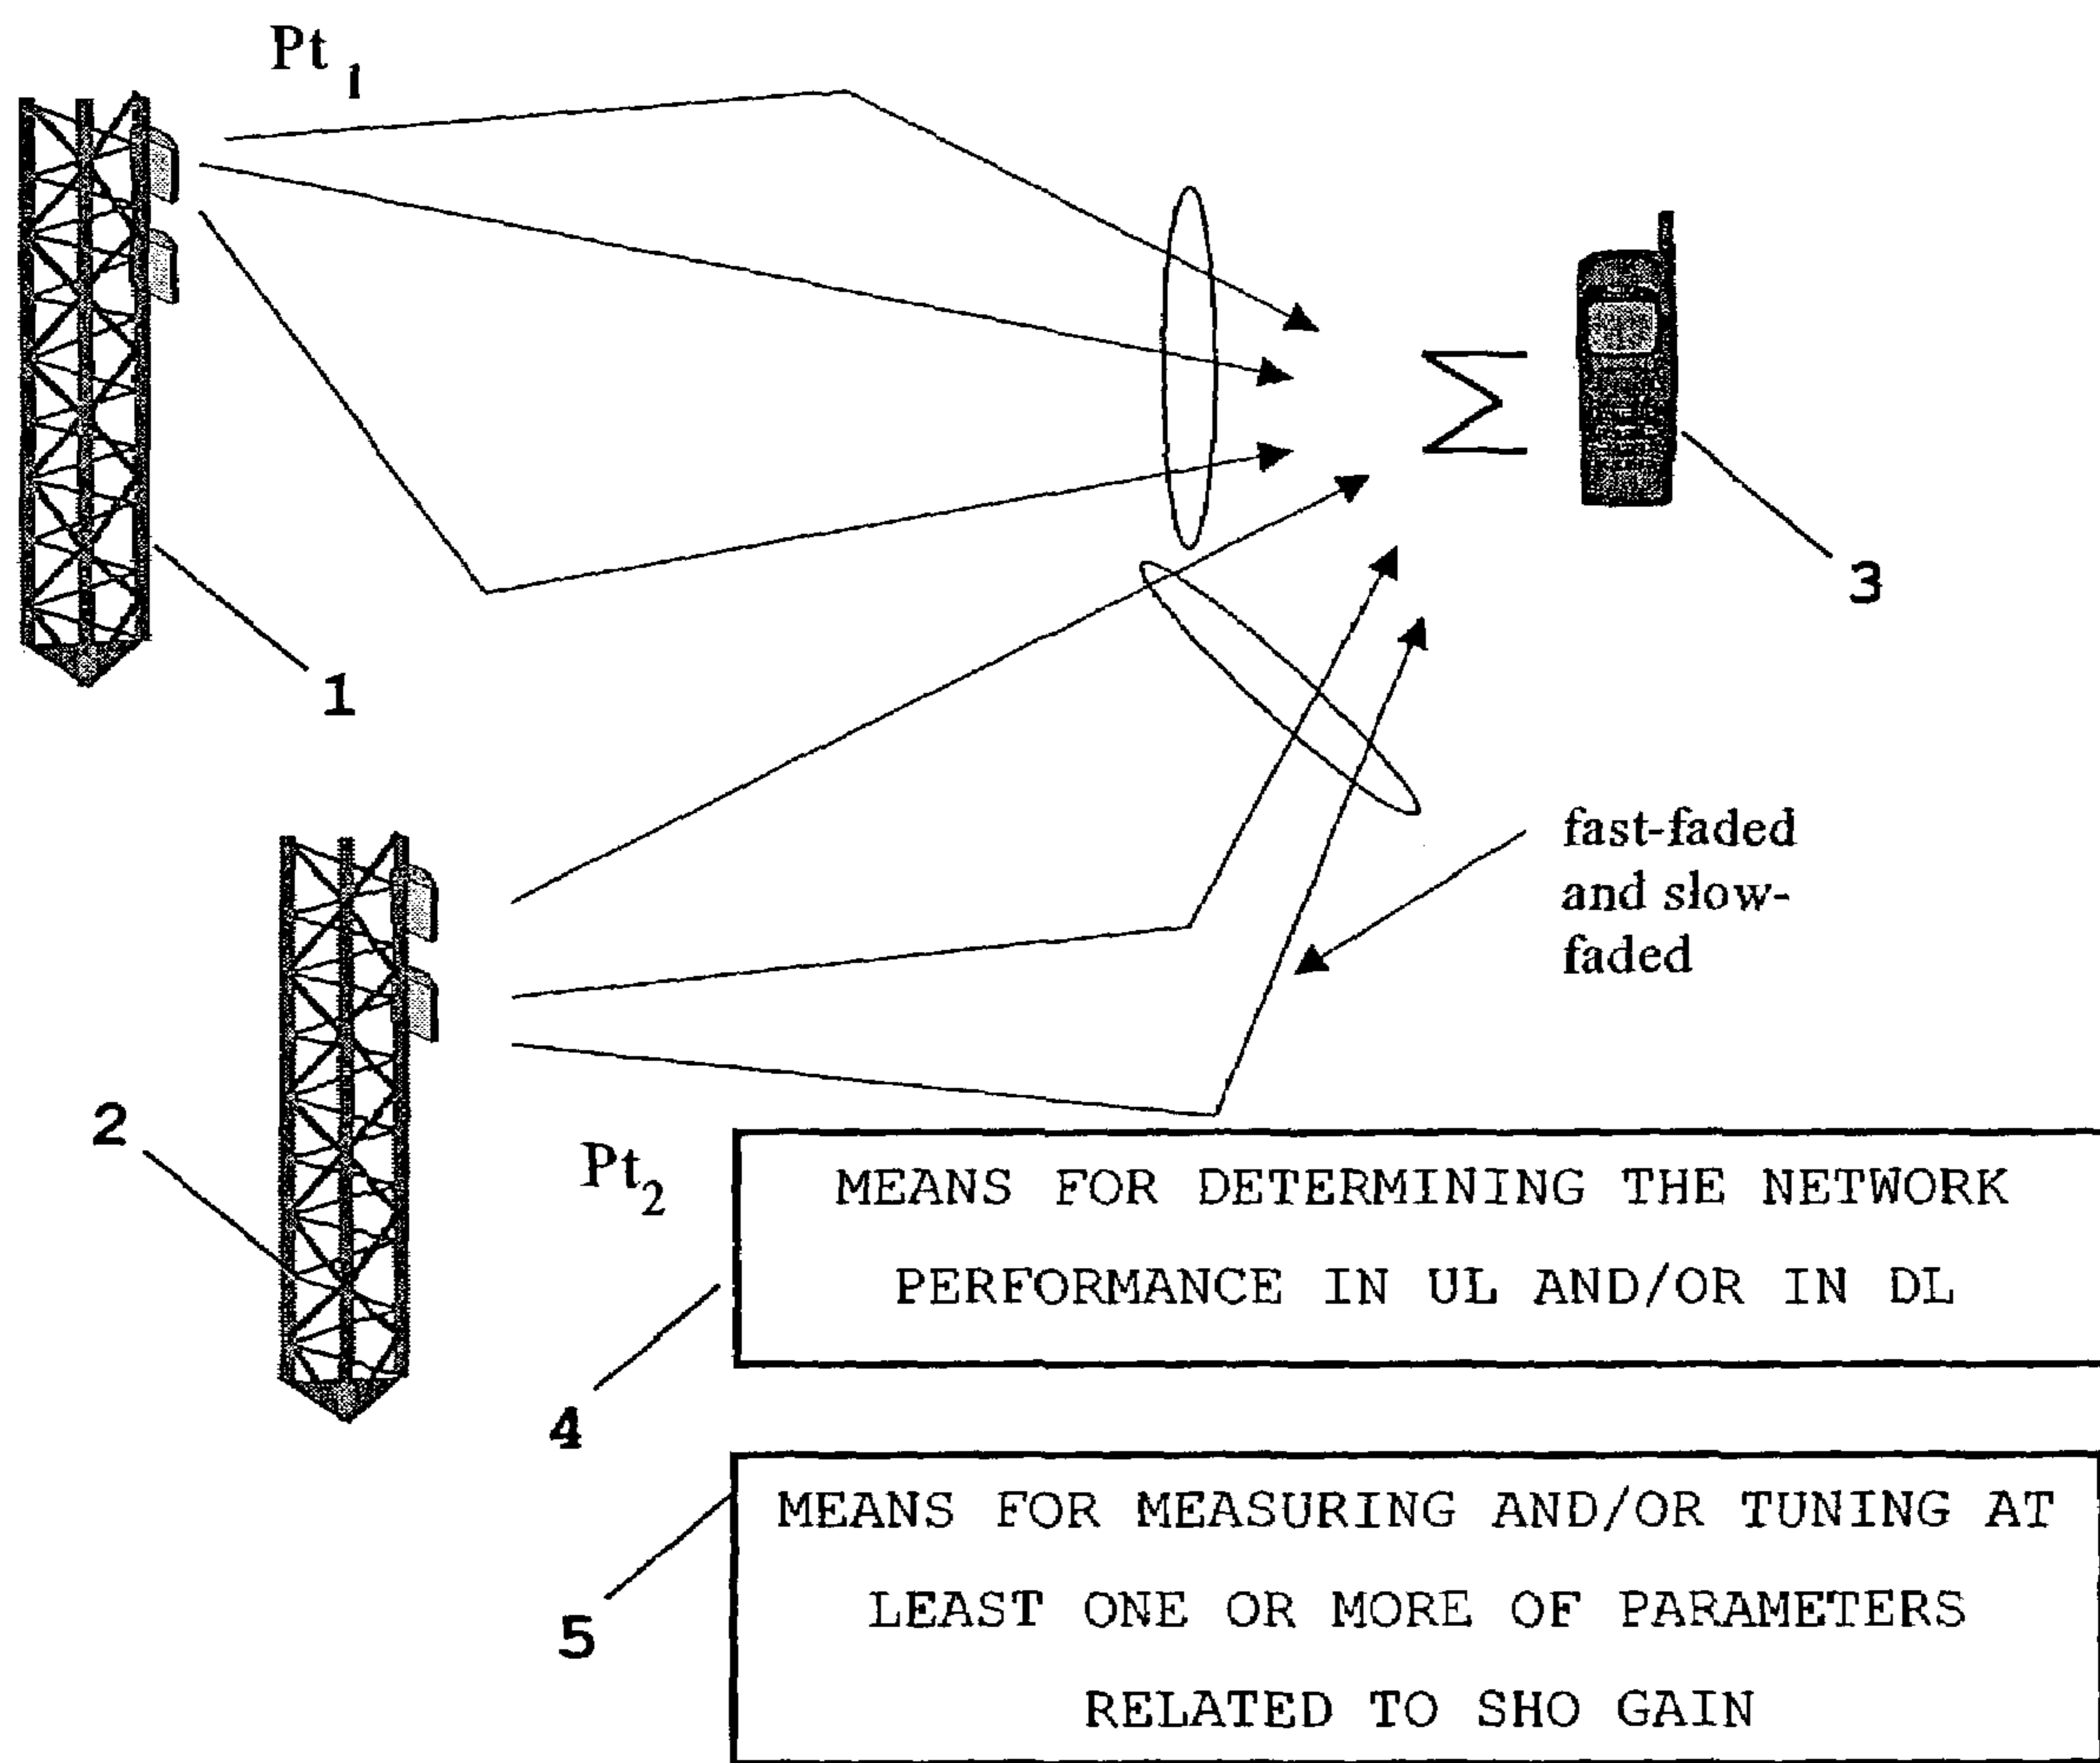 Pt 1
Σ
3
1
fast-faded
and slow-
faded
2
Pt2
MEANS FOR DETERMINING THE NETWORK
PERFORMANCE IN UL AND/OR IN DL
4
MEANS FOR MEASURING AND/OR TUNING AT
LEAST ONE OR MORE OF PARAMETERS
RELATED TO SHO GAIN
5